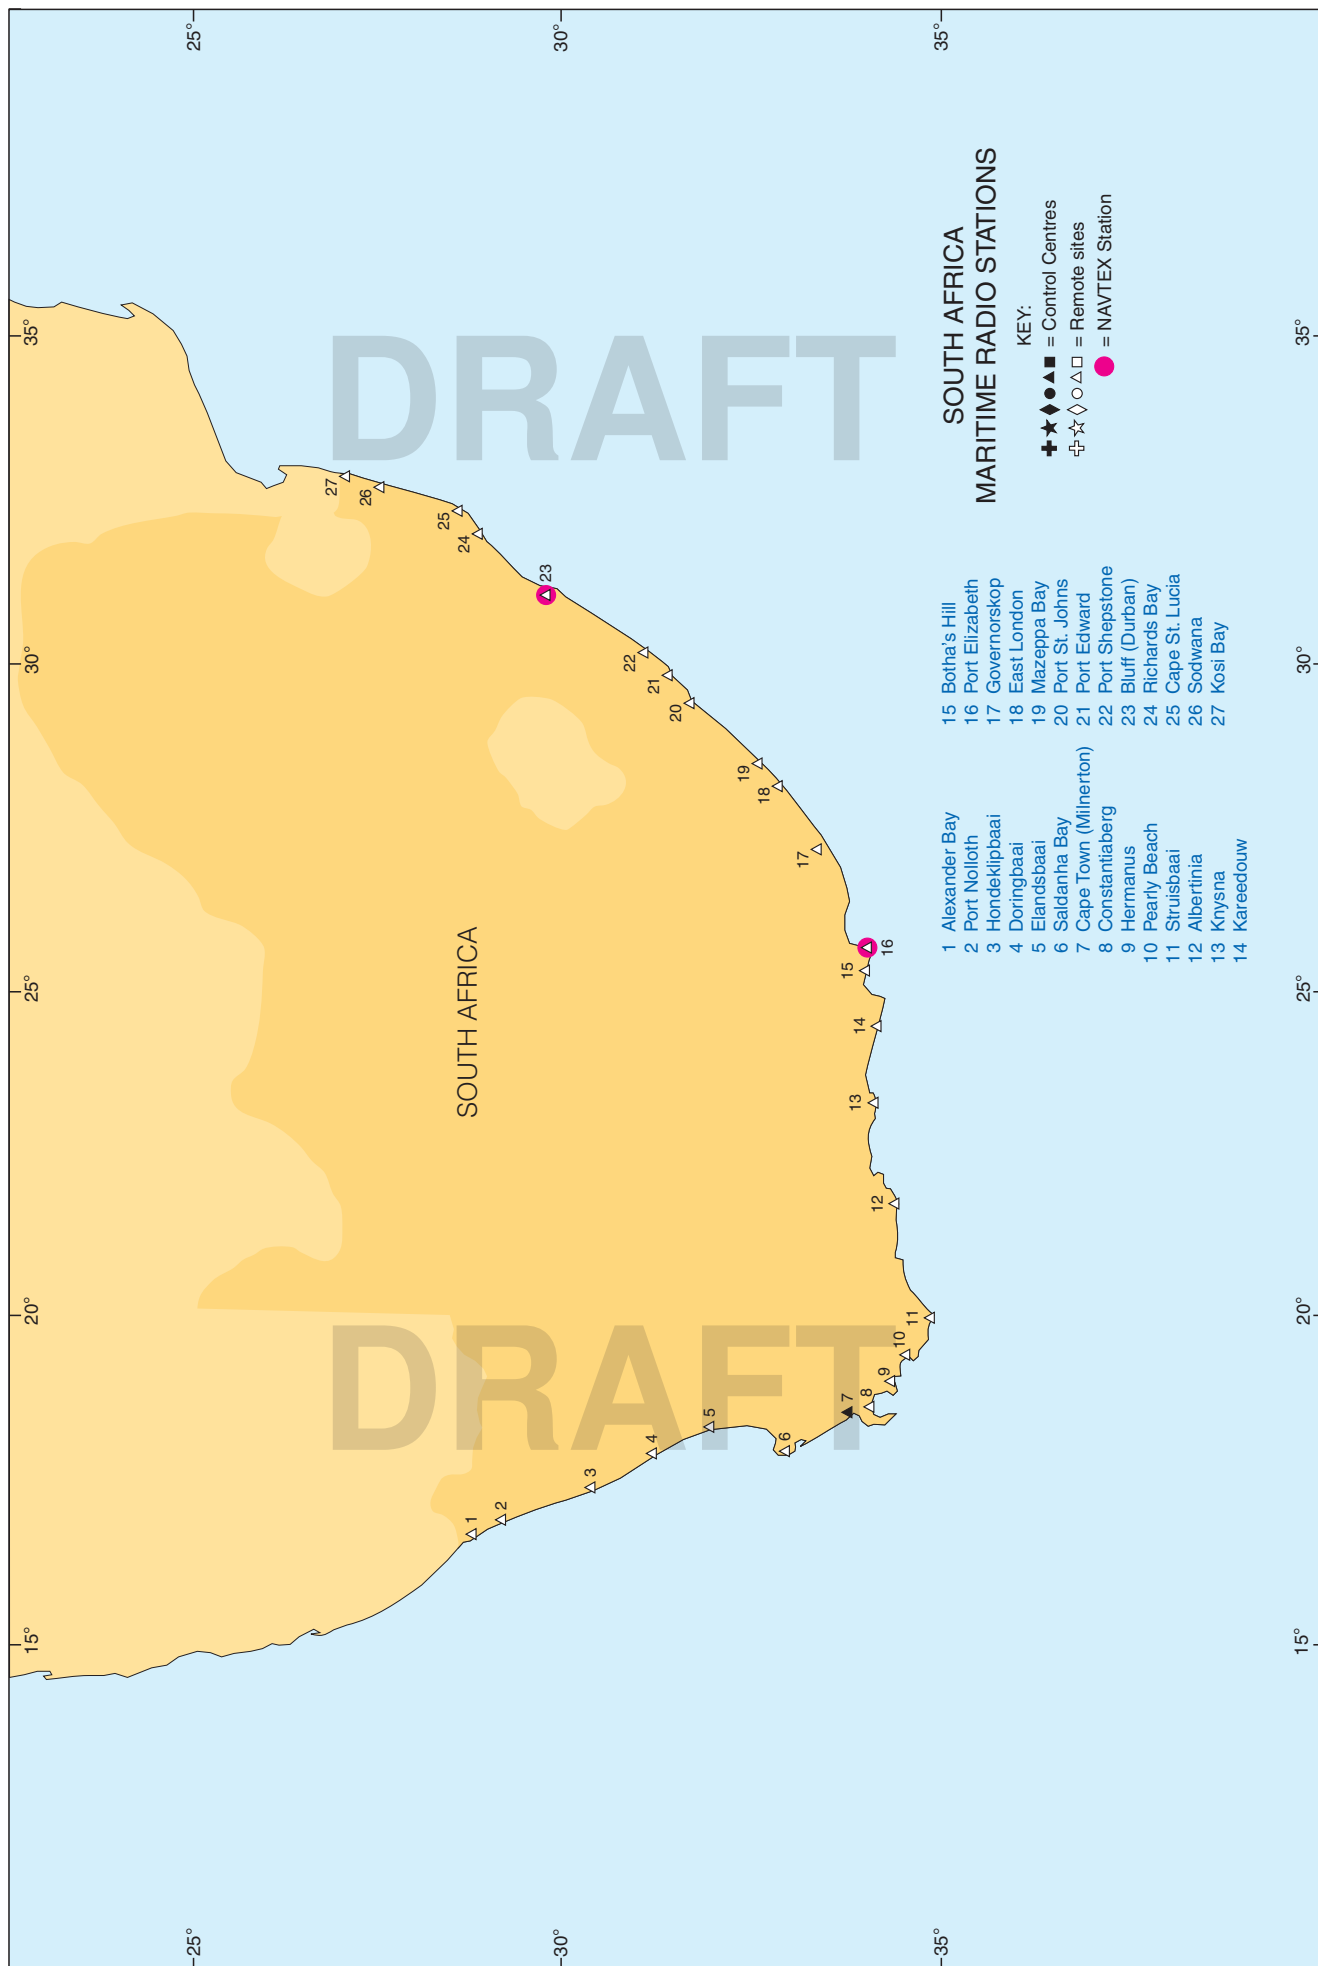 SOUTH AFRICA
MARITIME RADIO STATIONS
KEY:
= Control Centres
= Remote sites
= NAVTEX Station
1 Alexander Bay
2 Port Nolloth
3 Hondeklipbaai
4 Doringbaai
5 Elandsbaai
6 Saldanha Bay
7 Cape Town (Milnerton)
8 Constantiaberg
9 Hermanus
10 Pearly Beach
11 Struisbaai
12 Albertinia
13 Knysna
14 Kareedouw
15 Botha's Hill
16 Port Elizabeth
17 Governorskop
18 East London
19 Mazeppa Bay
20 Port St. Johns
21 Port Edward
22 Port Shepstone
23 Bluff (Durban)
24 Richards Bay
25 Cape St. Lucia
26 Sodwana
27 Kosi Bay
SOUTH AFRICA
DRAFT
DRAFT
1
2
3
4
5
6
7
8
9
10
11
12
13
14
15
16
17
18
19
20
21
22
23
24
25
26
27
15°
20°
25°
30°
35°
15°
20°
25°
30°
35°
25°
30°
35°
25°
30°
35°